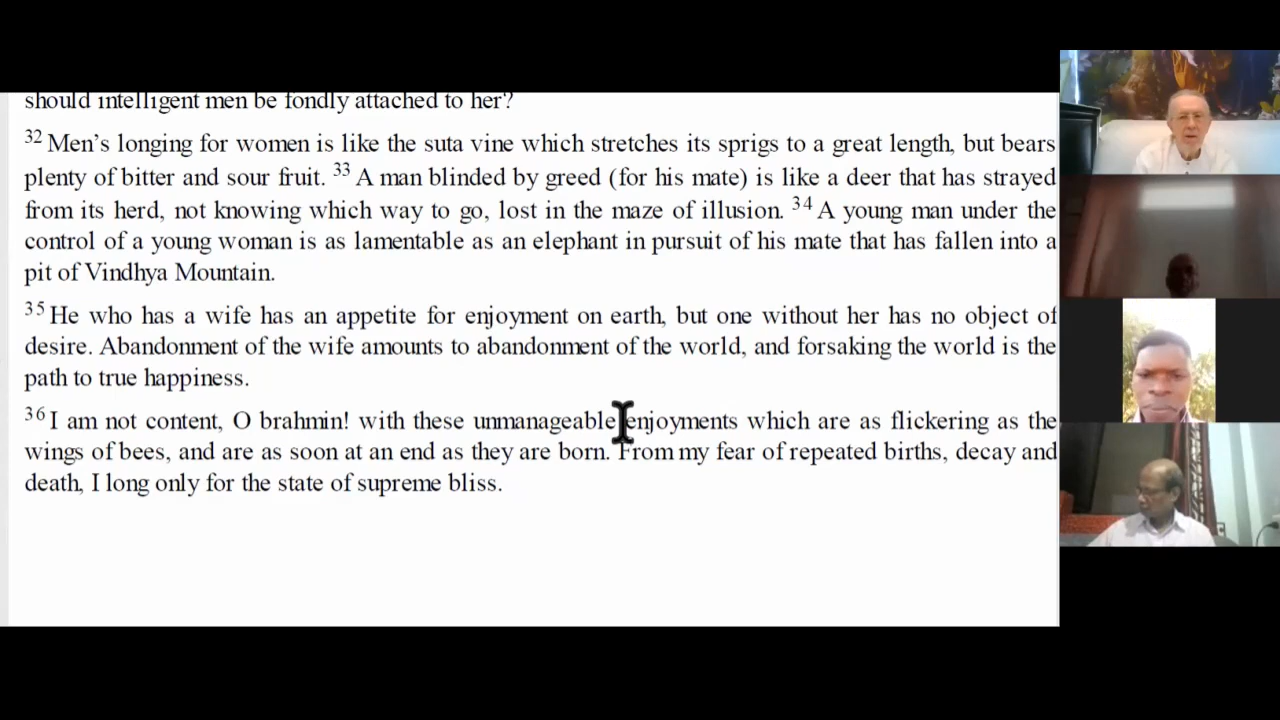 should intelligent men be fondly attached to her?
32 Men’s longing for women is like the suta vine which stretches its sprigs to a great length, but bears
plenty of bitter and sour fruit. 33 A man blinded by greed (for his mate) is like a deer that has strayed
from its herd, not knowing which way to go, lost in the maze of illusion. 34 A young man under the
control of a young woman is as lamentable as an elephant in pursuit of his mate that has fallen into a
pit of Vindhya Mountain.
35 He who has a wife has an appetite for enjoyment on earth, but one without her has no object of
desire. Abandonment of the wife amounts to abandonment of the world, and forsaking the world is the
path to true happiness.
36 I am not content, O brahmin! with these unmanageable enjoyments which are as flickering as the
wings of bees, and are as soon at an end as they are born. From my fear of repeated births, decay and
death, I long only for the state of supreme bliss.